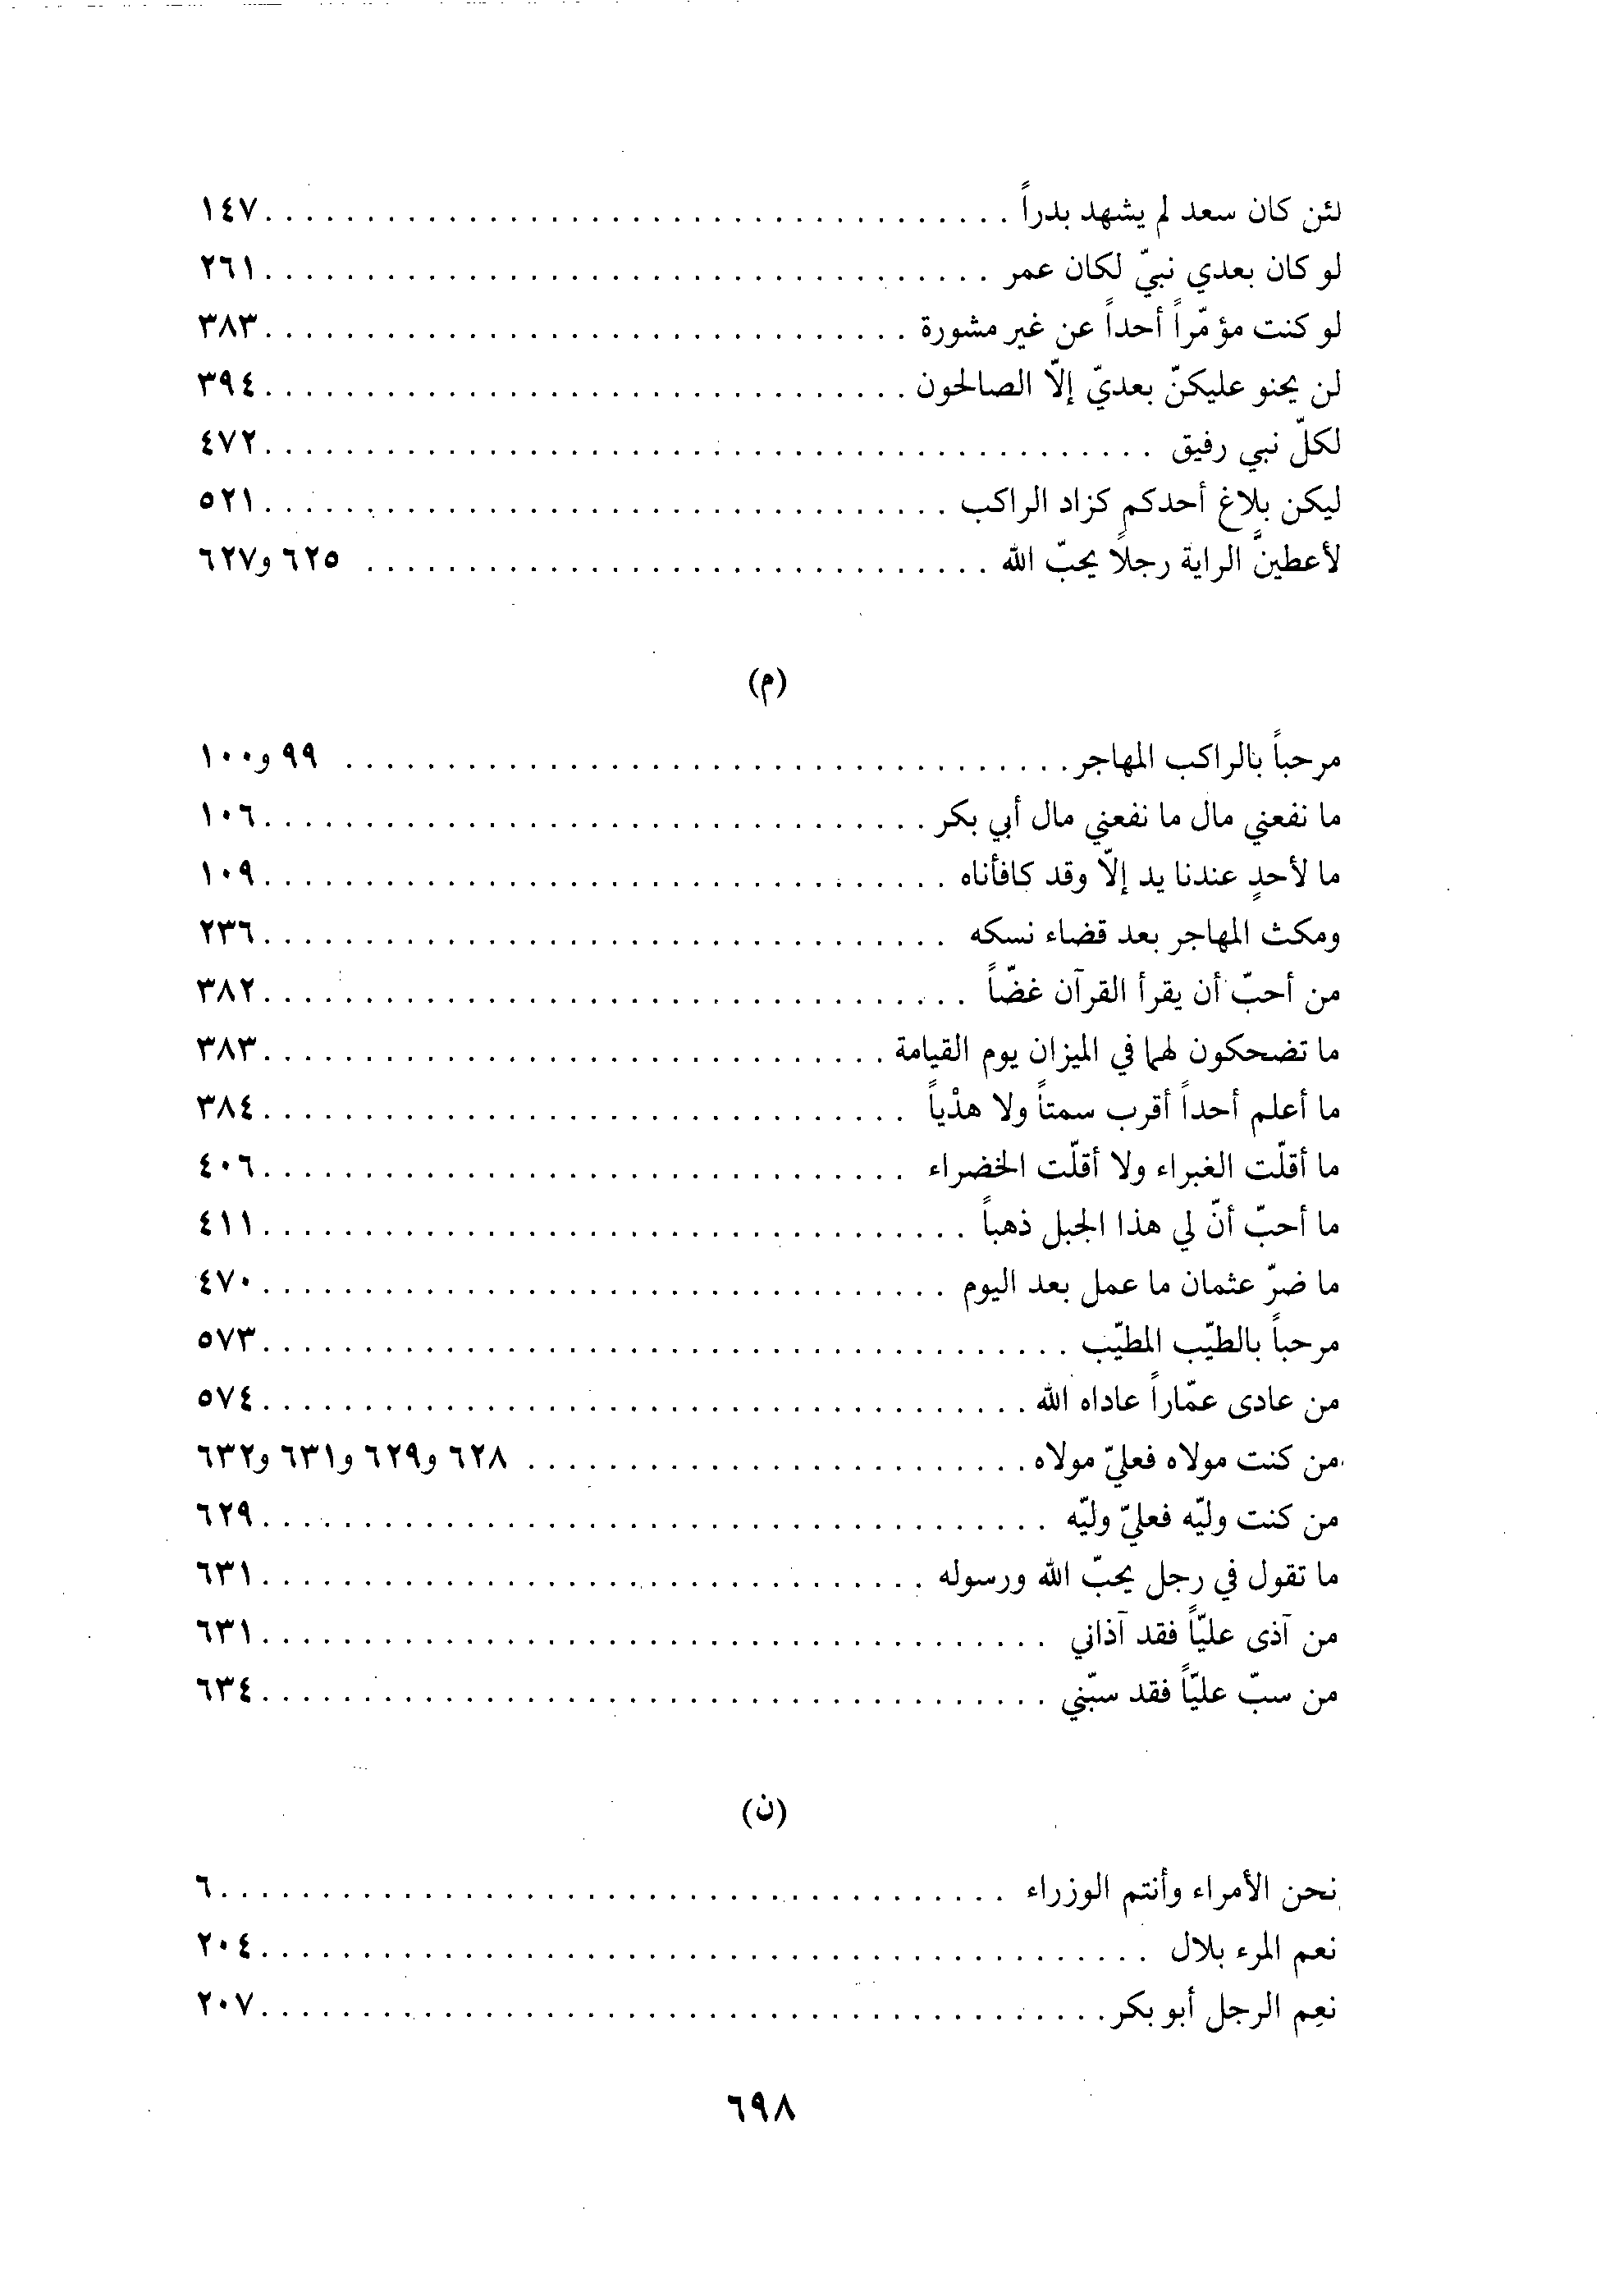 لئن كان سعد لم يشهد بدراً . . . . . . . . . . ١٤٧
لو كان بعدي نبيّ لكان عمر . . . . . . . . . . ٢٦١
لو كنت مؤمّراً أحداً عن غير مشورة . . . . . . . . . . ٣٨٣
لن يحنو عليكنّ بعديّ إلّا الصالحون . . . . . . . . . . ٣٩٤
لكلّ نبي رفيق . . . . . . . . . . ٤٧٢
ليكن بلاغ أحدكم كزاد الراكب . . . . . . . . . . ٥٢١
لأعطينّ الراية رجلاً يحبّ الله . . . . . . . . . . ٦٢٥ و٦٢٧
(م)
مرحباً بالراكب المهاجر . . . . . . . . . . ٩٩ و١٠٠
ما نفعني مال ما نفعني مال أبي بكر . . . . . . . . . . ١٠٦
ما لأحدٍ عندنا يد إلّا وقد كافأناه . . . . . . . . . . ١٠٩
ومكث المهاجر بعد قضاء نسكه . . . . . . . . . . ٢٣٦
من أحبّ أن يقرأ القرآن غضّاً . . . . . . . . . . ٣٨٢
ما تضحكون لهما في الميزان يوم القيامة . . . . . . . . . . ٣٨٣
ما أعلم أحداً أقرب سمتاً ولا هدْياً . . . . . . . . . . ٣٨٤
ما أقلّت الغبراء ولا أقلّت الخضراء . . . . . . . . . . ٤٠٦
ما أحبّ أنّ لي هذا الجبل ذهباً . . . . . . . . . . ٤١١
ما ضرّ عثمان ما عمل بعد اليوم . . . . . . . . . . ٤٧٠
مرحباً بالطيّب المطيّب . . . . . . . . . . ٥٧٣
من عادى عمّاراً عاداه الله . . . . . . . . . . ٥٧٤
من كنت مولاه فعليّ مولاه . . . . . . . . . . ٦٢٨ و٦٢٩ و٦٣١ و٦٣٢
من كنت وليّه فعليّ وليّه . . . . . . . . . . ٦٢٩
ما تقول في رجل يحبّ الله ورسوله . . . . . . . . . . ٦٣١
من آذى عليّاً فقد آذاني . . . . . . . . . . ٦٣١
من سبّ عليّاً فقد سبّني . . . . . . . . . . ٦٣٤
(ن)
نحن الأمراء وأنتم الوزراء . . . . . . . . . . ٦
نعم المرء بلال . . . . . . . . . . ٢٠٤
نعِم الرجل أبو بكر . . . . . . . . . . ٢٠٧
٦٩٨